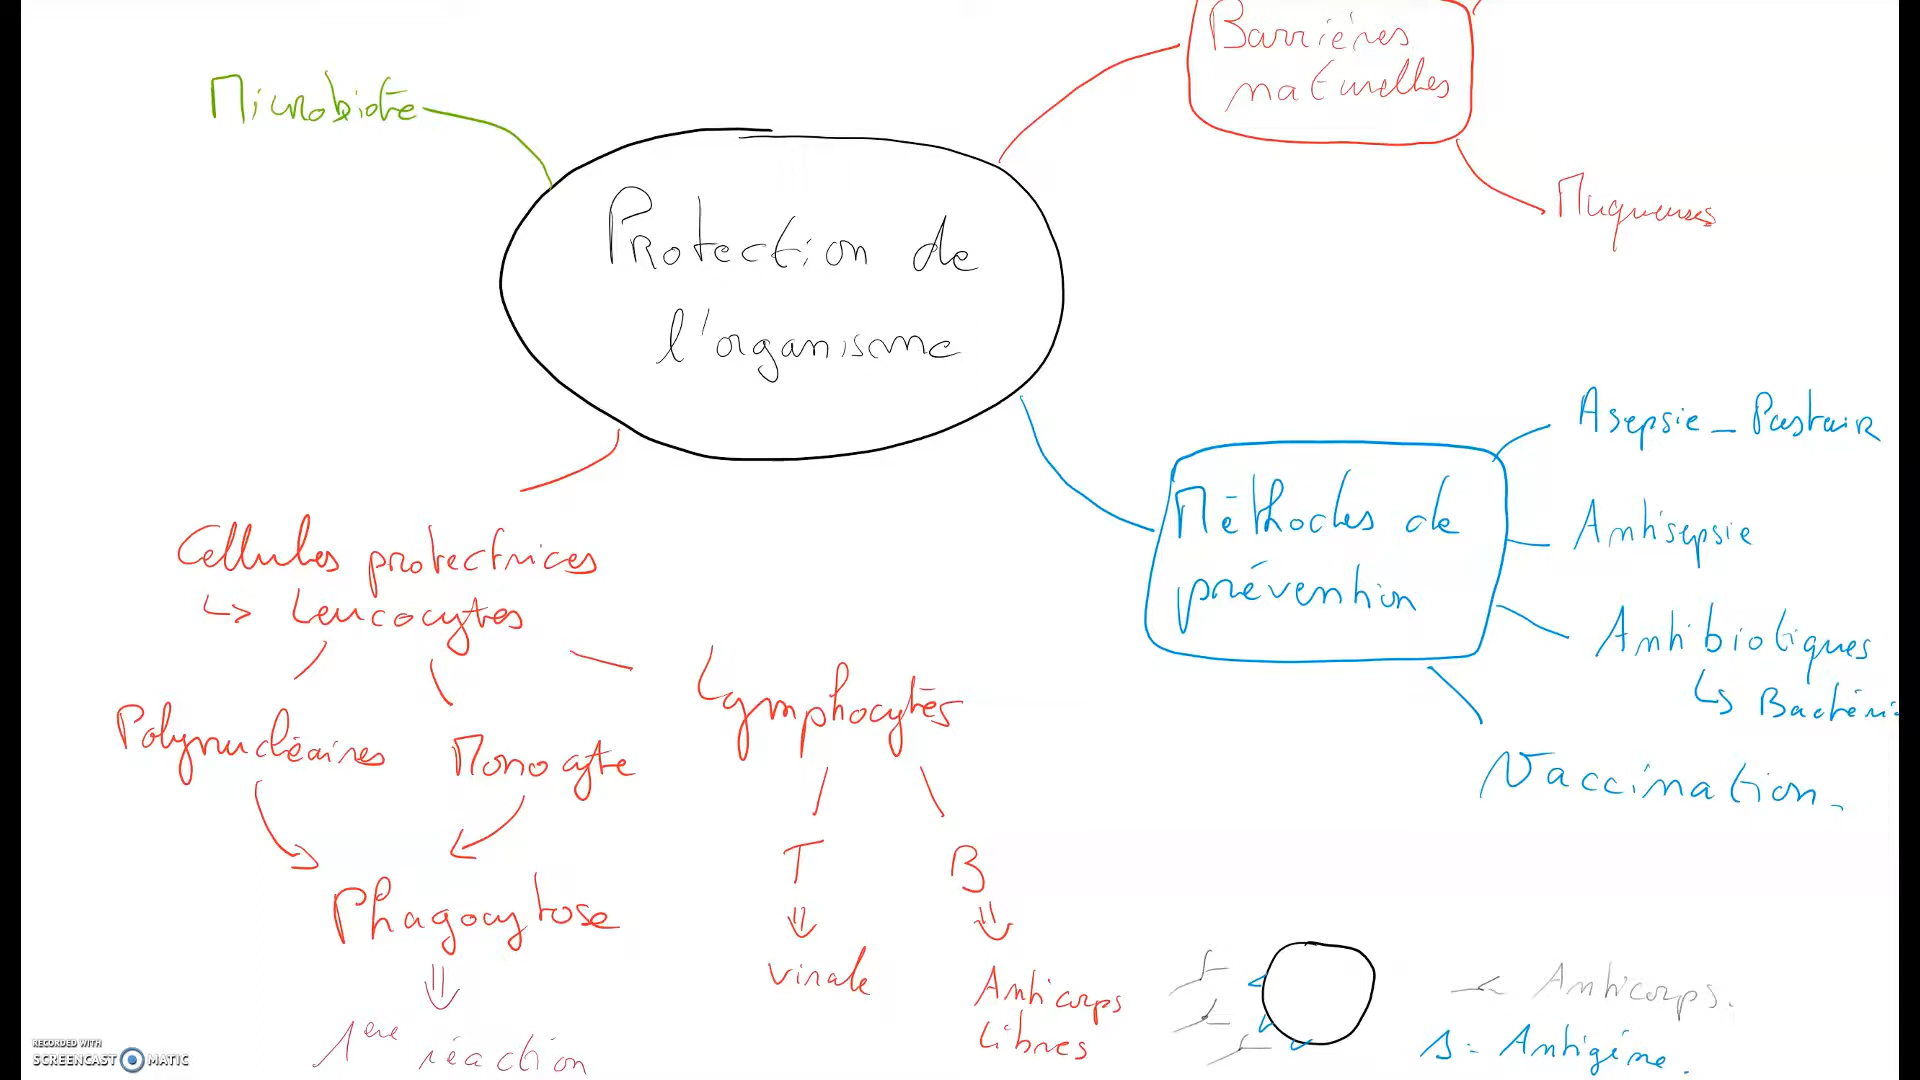 Barrières
naturelles
Microbiote
Muqueuses
Protection de
l'organisme
Asepsie _ Pasteur
Méthodes de
prévention
Antisepsie
Antibiotiques
↳ Bactéri
Vaccination.
Cellules protectrices
↳ Leucocytes
Polynucléaires
Monocyte
Lymphocytes
T
B
Phagocytose
virale
Anticorps
libres
1ere réaction
Anticorps.
Antigène.
RECORDED WITH
SCREENCAST MATIC